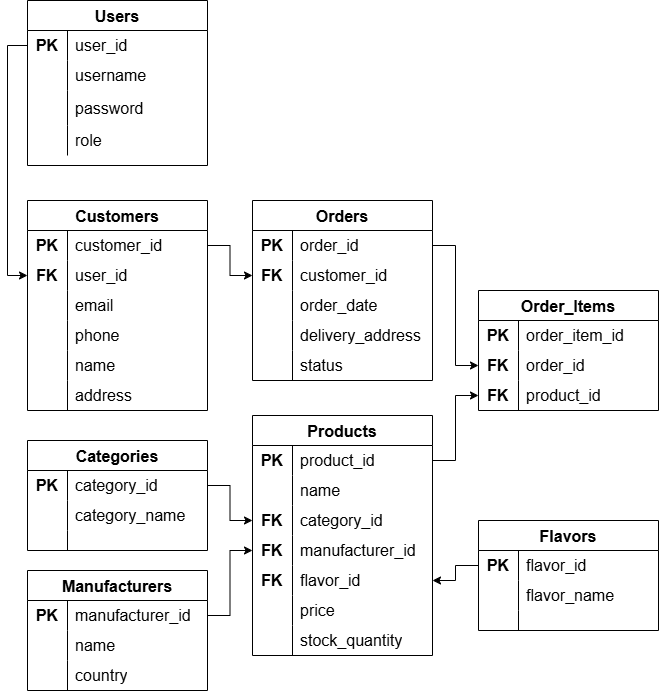 Users
PK user_id
username
password
role
Customers
PK customer_id
FK user_id
email
phone
name
address
Orders
PK order_id
FK customer_id
order_date
delivery_address
status
Order_Items
PK order_item_id
FK order_id
FK product_id
Categories
PK category_id
category_name
Products
PK product_id
name
FK category_id
FK manufacturer_id
FK flavor_id
price
stock_quantity
Flavors
PK flavor_id
flavor_name
Manufacturers
PK manufacturer_id
name
country